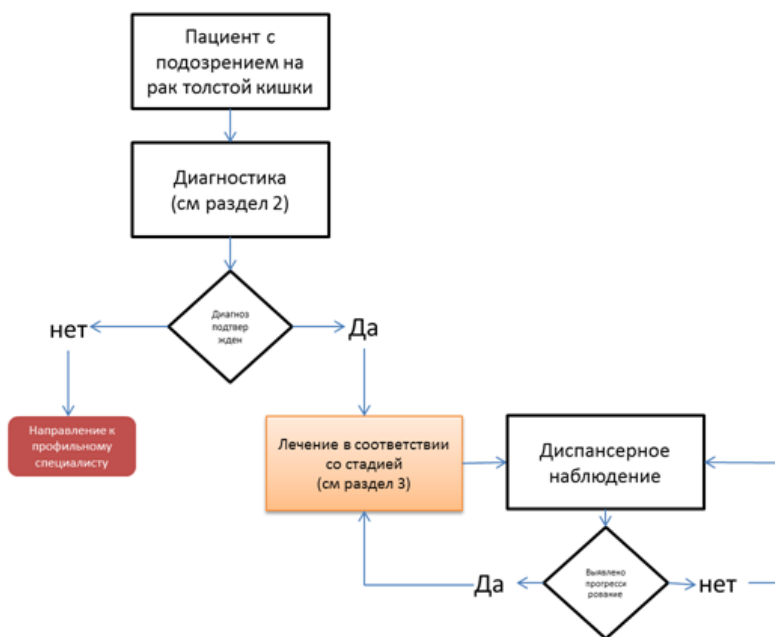 Пациент с
подозрением на
рак толстой кишки
Диагностика
(см раздел 2)
Диагноз
подтвер
жден
нет
Да
Направление к
профильному
специалисту
Лечение в соответствии
со стадией
(см раздел 3)
Диспансерное
наблюдение
Выявлено
прогресси
рование
Да
нет